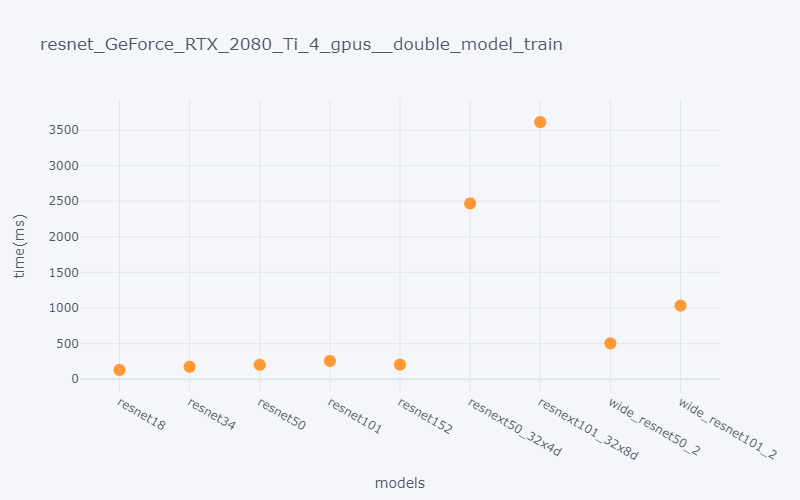 resnet_GeForce_RTX_2080_Ti_4_gpus__double_model_train
3500
3000
2500
2000
1500
1000
500
0
time(ms)
resnet18
resnet34
resnet50
resnet101
resnet152
resnext50_32x4d
resnext101_32x8d
wide_resnet50_2
wide_resnet101_2
models